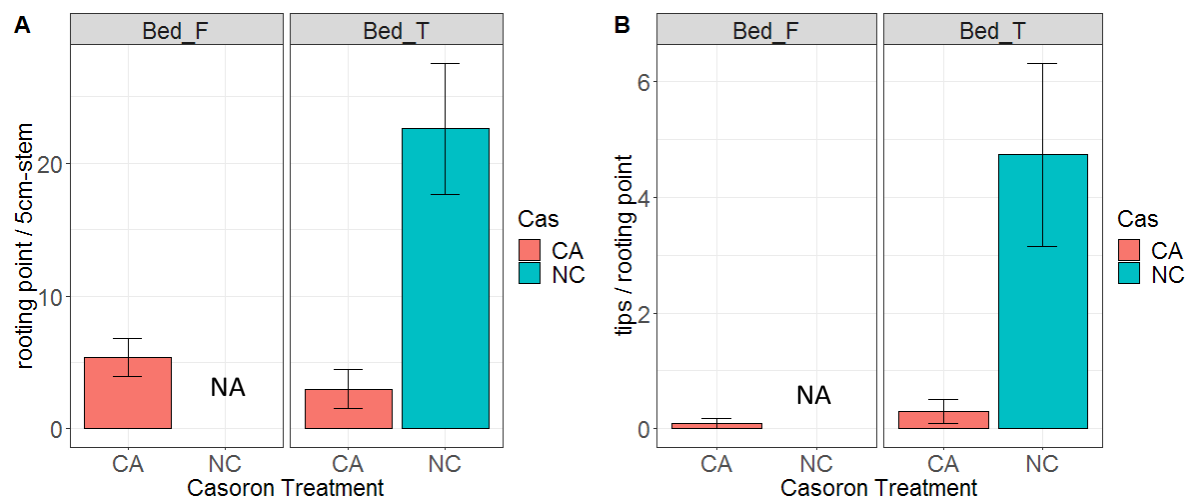 A
Bed_F
Bed_T
rooting point / 5cm-stem
20
10
0
NA
CA
NC
CA
NC
Casoron Treatment
Cas
CA
NC
B
Bed_F
Bed_T
tips / rooting point
6
4
2
0
NA
CA
NC
CA
NC
Casoron Treatment
Cas
CA
NC